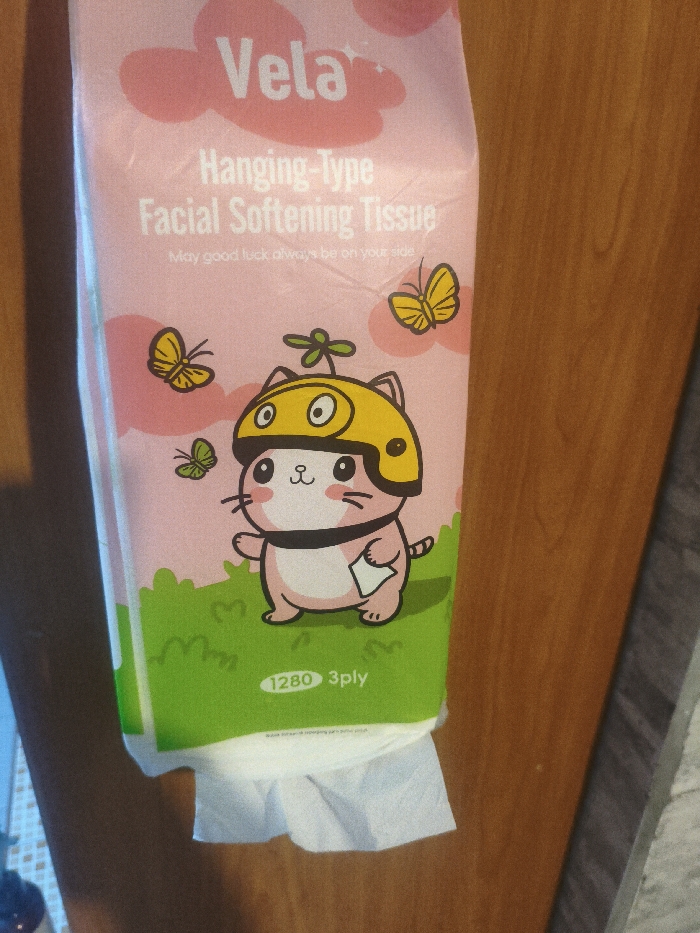 Vela
Hanging-Type
Facial Softening Tissue
May good luck always be on your side
1280 3ply